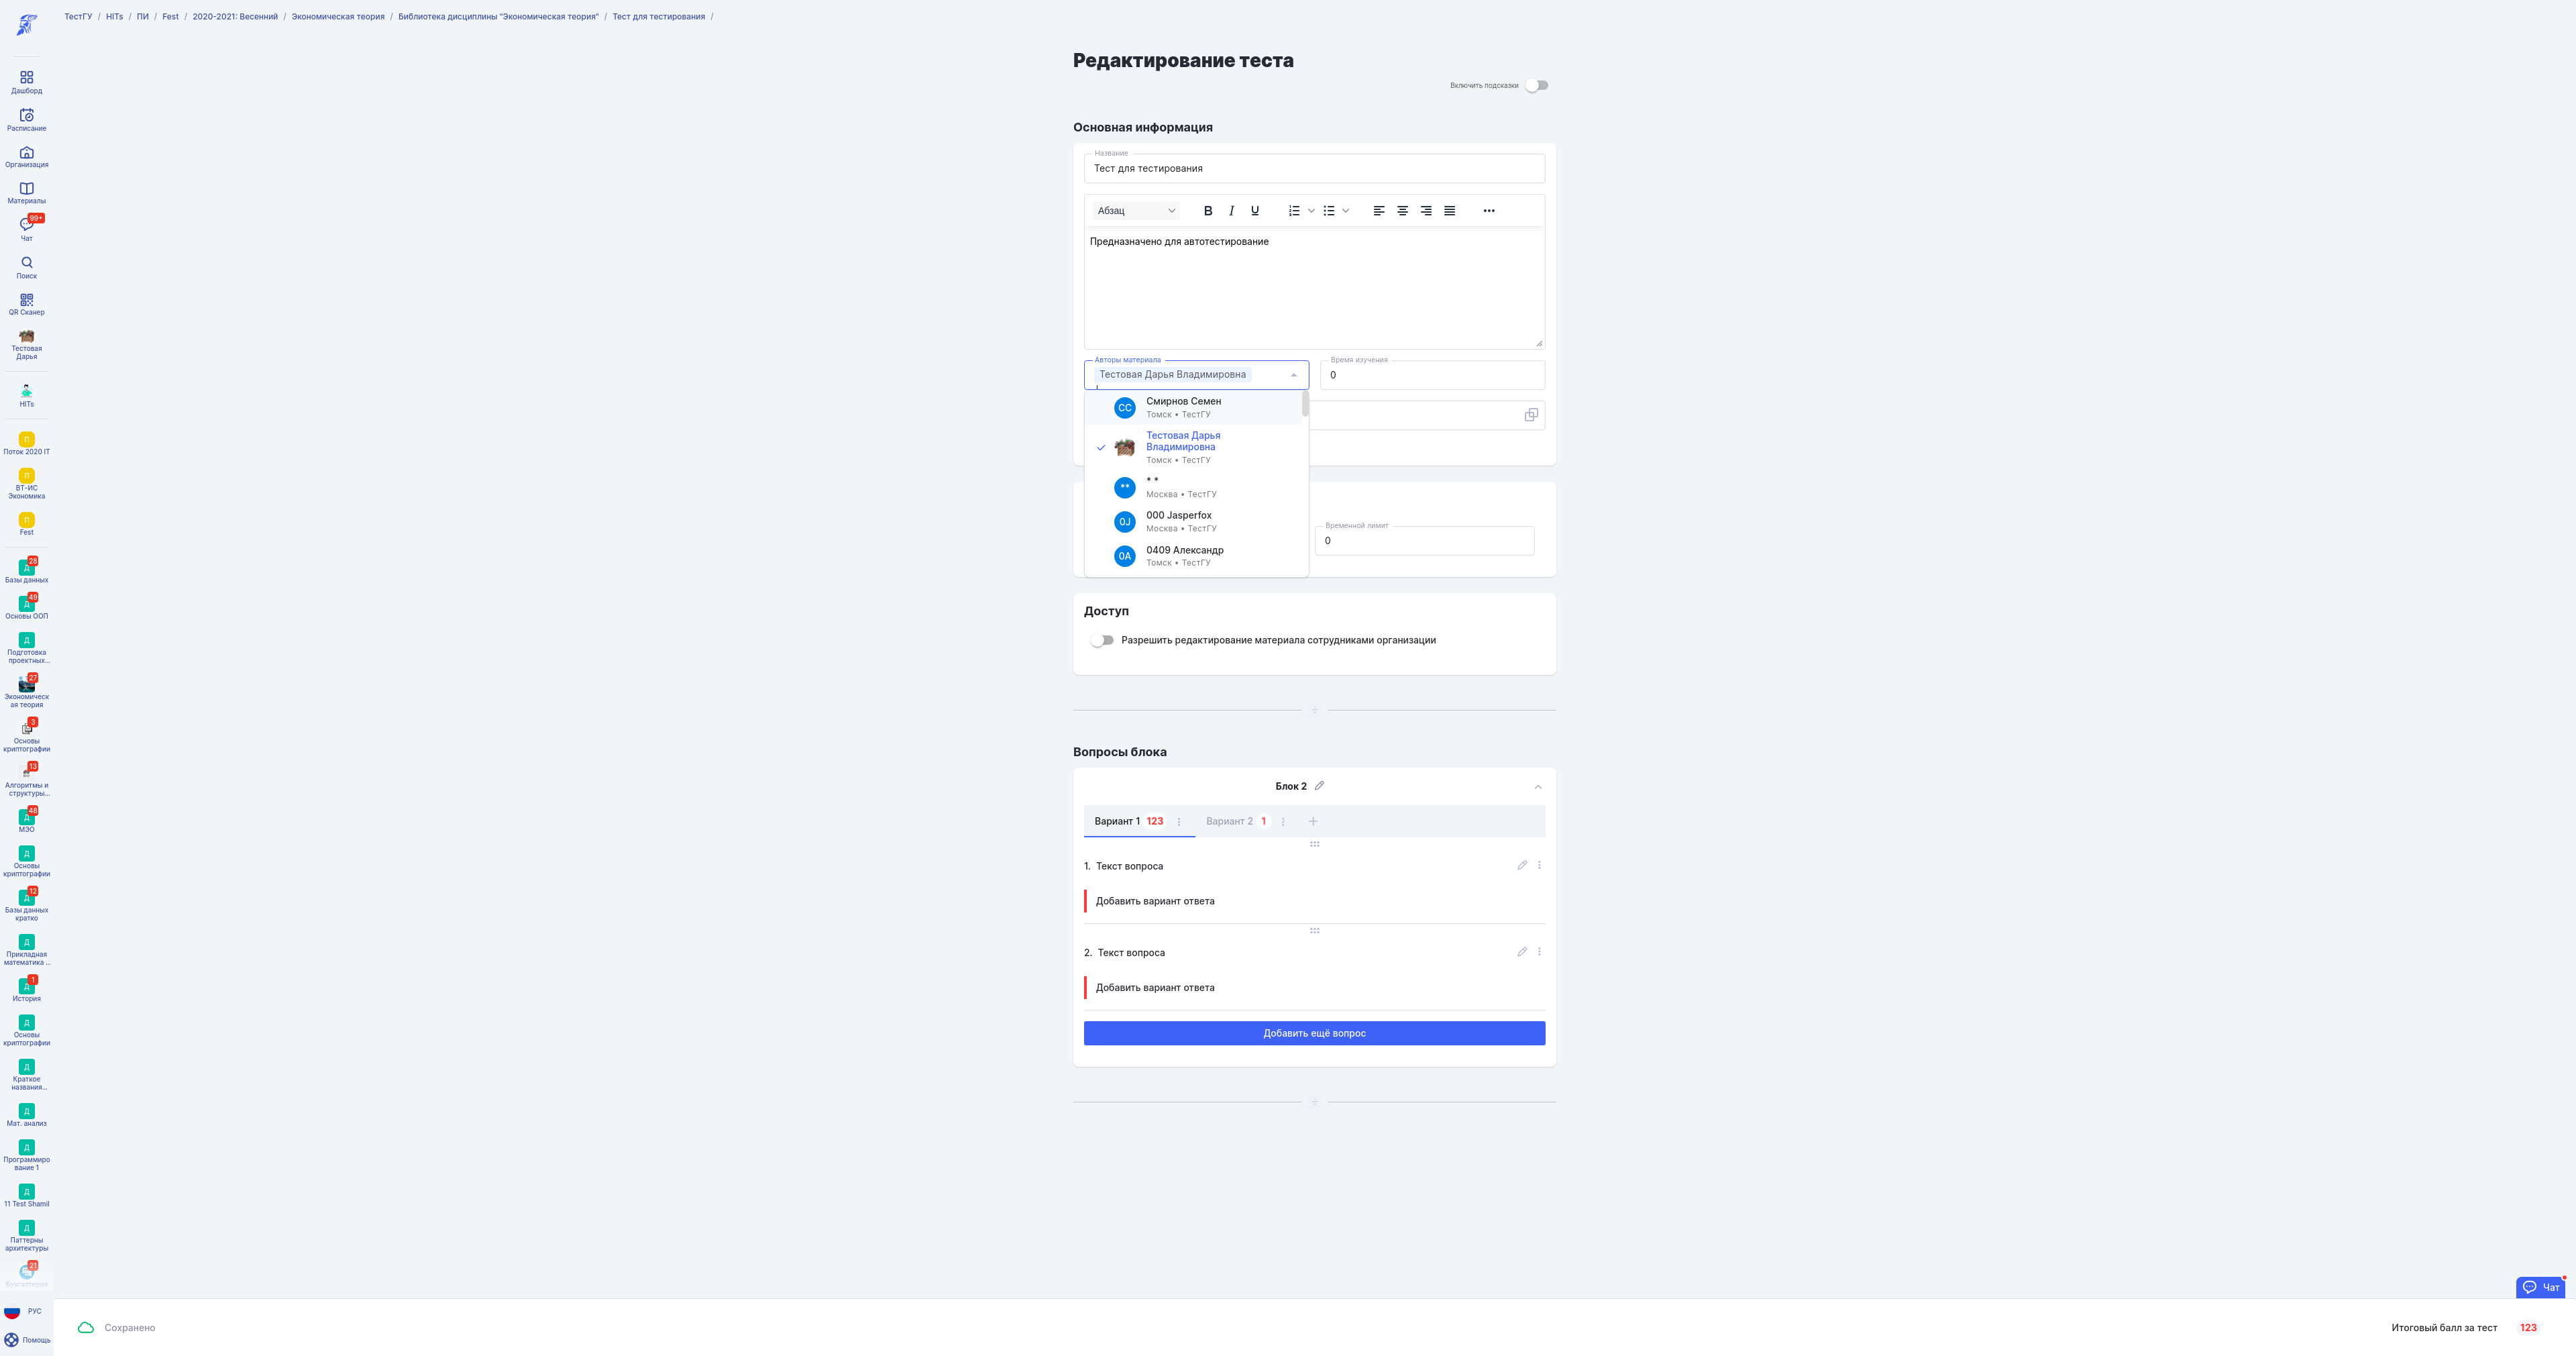 ТестГУ / HITs / ПИ / Fest / 2020-2021: Весенний / Экономическая теория / Библиотека дисциплины "Экономическая теория" / Тест для тестирования /
Дашборд
Расписание
Организация
Материалы
99+
Чат
Поиск
QR Сканер
Тестовая
Дарья
HITs
П
Поток 2020 IT
П
ВТ-ИС
Экономика
П
Fest
28
Д
Базы данных
49
Д
Основы ООП
Д
Подготовка
проектных...
27
Экономическ
ая теория
3
Основы
криптографии
13
Алгоритмы и
структуры...
48
Д
МЭО
Д
Основы
криптографии
12
Д
Базы данных
кратко
Д
Прикладная
математика ...
1
Д
История
Д
Основы
криптографии
Д
Краткое
названия...
Д
Мат. анализ
Д
Программиро
вание 1
Д
11 Test Shamil
Д
Паттерны
архитектуры
21
Бухгалтерия
РУС
Помощь
Редактирование теста
Включить подсказки
Основная информация
Название
Тест для тестирования
Абзац
B I U
Предназначено для автотестирование
Авторы материала
Тестовая Дарья Владимировна
Время изучения
0
СС
Смирнов Семен
Томск • ТестГУ
Тестовая Дарья
Владимировна
Томск • ТестГУ
**
* *
Москва • ТестГУ
0J
000 Jasperfox
Москва • ТестГУ
0А
0409 Александр
Томск • ТестГУ
Временной лимит
0
Доступ
Разрешить редактирование материала сотрудниками организации
Вопросы блока
Блок 2
Вариант 1 123 Вариант 2 1
1. Текст вопроса
Добавить вариант ответа
2. Текст вопроса
Добавить вариант ответа
Добавить ещё вопрос
Чат
Сохранено
Итоговый балл за тест 123